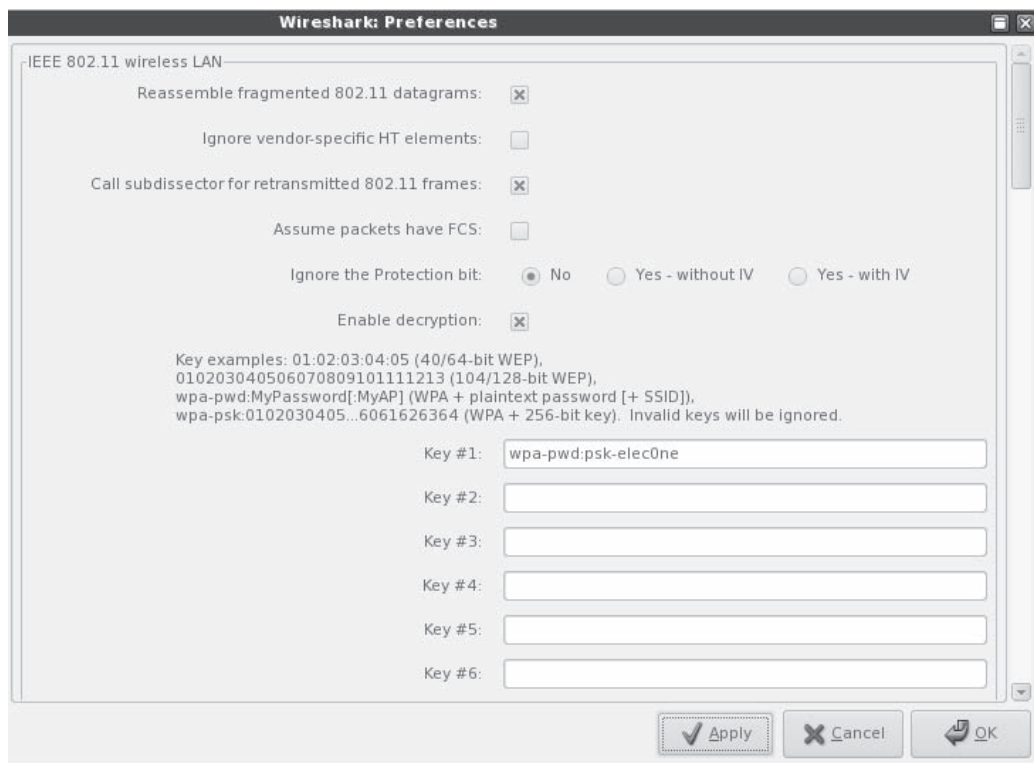 Wireshark: Preferences
IEEE 802.11 wireless LAN
Reassemble fragmented 802.11 datagrams:
Ignore vendor-specific HT elements:
Call subdissector for retransmitted 802.11 frames:
Assume packets have FCS:
Ignore the Protection bit: No Yes - without IV Yes - with IV
Enable decryption:
Key examples: 01:02:03:04:05 (40/64-bit WEP),
010203040506070809101111213 (104/128-bit WEP),
wpa-pwd:MyPassword[:MyAP] (WPA + plaintext password [+ SSID]),
wpa-psk:0102030405...6061626364 (WPA + 256-bit key). Invalid keys will be ignored.
Key #1: wpa-pwd:psk-elec0ne
Key #2:
Key #3:
Key #4:
Key #5:
Key #6:
Apply Cancel OK